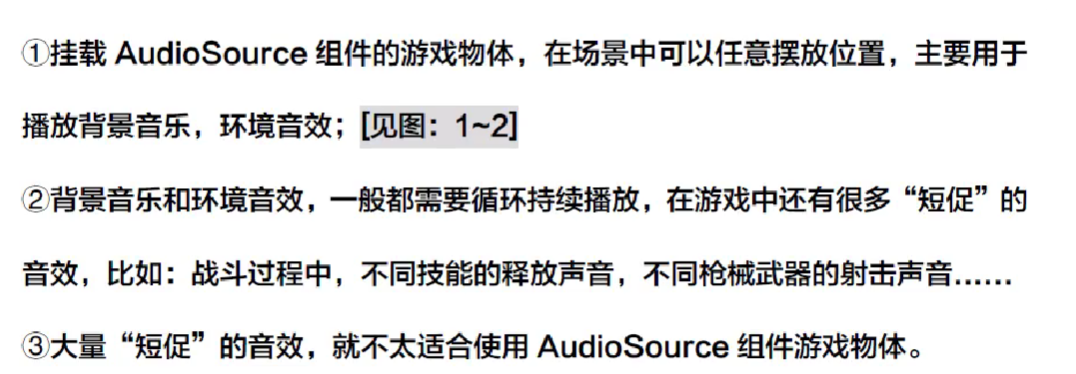 ①挂载 AudioSource 组件的游戏物体，在场景中可以任意摆放位置，主要用于
播放背景音乐，环境音效；[见图：1~2]
②背景音乐和环境音效，一般都需要循环持续播放，在游戏中还有很多“短促”的
音效，比如：战斗过程中，不同技能的释放声音，不同枪械武器的射击声音……
③大量“短促”的音效，就不太适合使用 AudioSource 组件游戏物体。